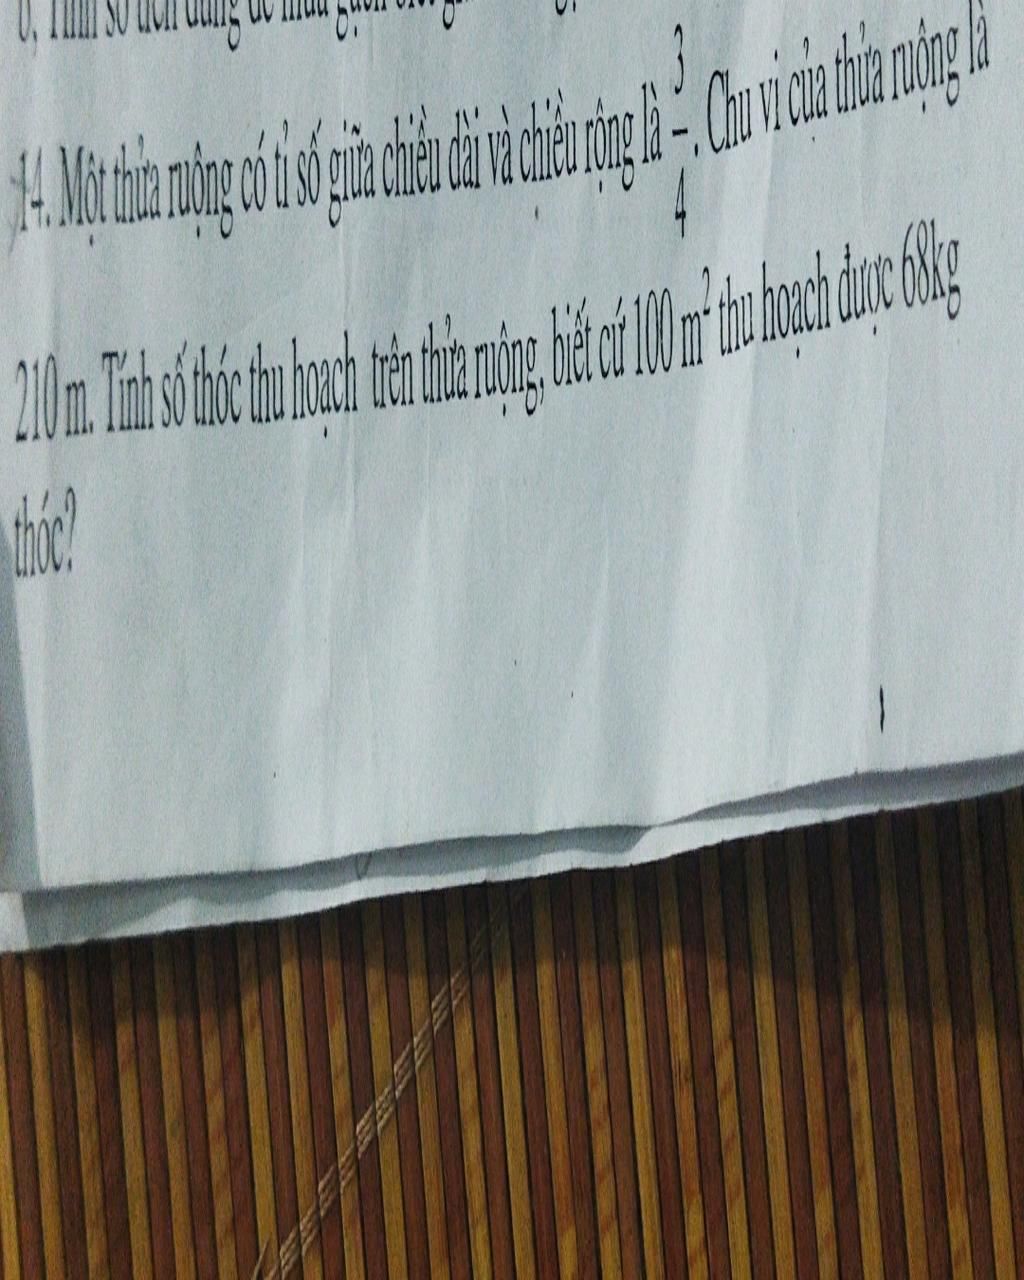 14. Một thửa ruộng có tỉ số giữa chiều dài và chiều rộng là 3/4. Chu vi của thửa ruộng là
210 m. Tính số thóc thu hoạch trên thửa ruộng, biết cứ 100 m² thu hoạch được 68kg
thóc?